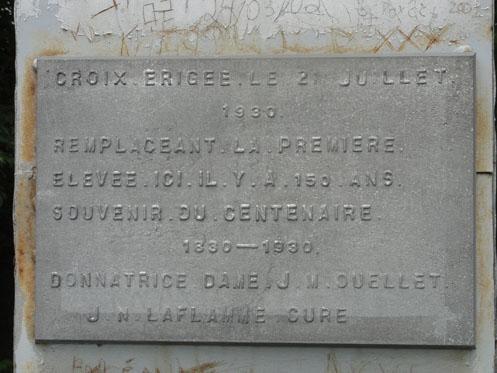 CROIX.ERIGEE.LE 21 JUILLET.
1930.
REMPLACEANT.LA.PREMIERE.
ELEVEE.ICI.IL.Y.A.150.ANS.
SOUVENIR.DU.CENTENAIRE.
1830—1930.
DONNATRICE DAME.J.M.OUELLET.
J.N.LAFLAMME CURE